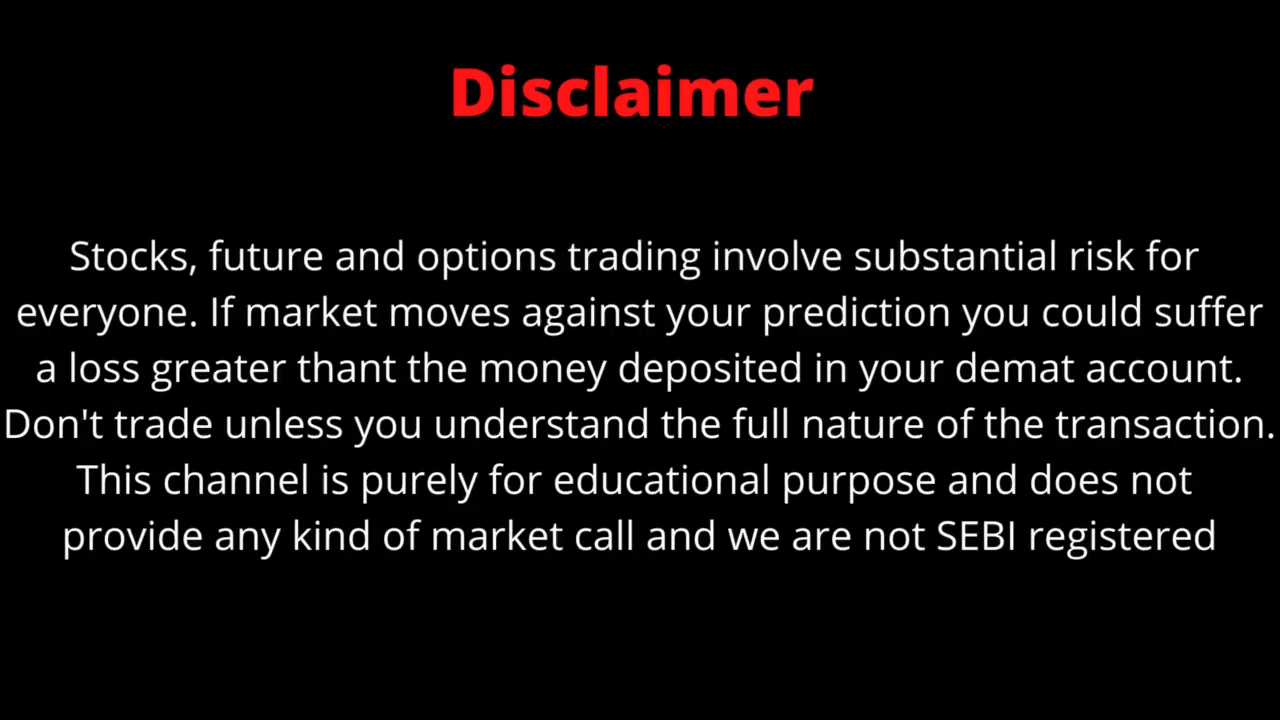 Disclaimer
Stocks, future and options trading involve substantial risk for
everyone. If market moves against your prediction you could suffer
a loss greater thant the money deposited in your demat account.
Don't trade unless you understand the full nature of the transaction.
This channel is purely for educational purpose and does not
provide any kind of market call and we are not SEBI registered